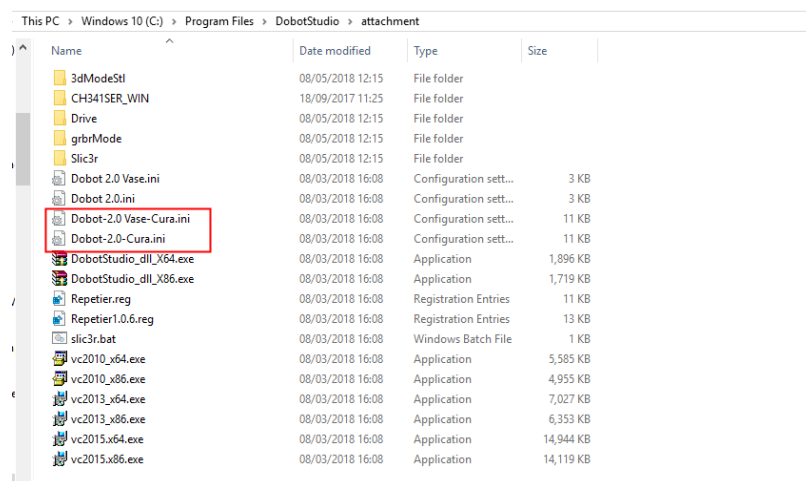 This PC > Windows 10 (C:) > Program Files > DobotStudio > attachment
Name Date modified Type Size
3dModeStl 08/05/2018 12:15 File folder
CH341SER_WIN 18/09/2017 11:25 File folder
Drive 08/05/2018 12:15 File folder
grbrMode 08/05/2018 12:15 File folder
Slic3r 08/05/2018 12:15 File folder
Dobot 2.0 Vase.ini 08/03/2018 16:08 Configuration sett... 3 KB
Dobot 2.0.ini 08/03/2018 16:08 Configuration sett... 3 KB
Dobot-2.0 Vase-Cura.ini 08/03/2018 16:08 Configuration sett... 11 KB
Dobot-2.0-Cura.ini 08/03/2018 16:08 Configuration sett... 11 KB
DobotStudio_dll_X64.exe 08/03/2018 16:08 Application 1,896 KB
DobotStudio_dll_X86.exe 08/03/2018 16:08 Application 1,719 KB
Repetier.reg 08/03/2018 16:08 Registration Entries 11 KB
Repetier1.0.6.reg 08/03/2018 16:08 Registration Entries 13 KB
slic3r.bat 08/03/2018 16:08 Windows Batch File 1 KB
vc2010_x64.exe 08/03/2018 16:08 Application 5,585 KB
vc2010_x86.exe 08/03/2018 16:08 Application 4,955 KB
vc2013_x64.exe 08/03/2018 16:08 Application 7,027 KB
vc2013_x86.exe 08/03/2018 16:08 Application 6,353 KB
vc2015.x64.exe 08/03/2018 16:08 Application 14,944 KB
vc2015.x86.exe 08/03/2018 16:08 Application 14,119 KB